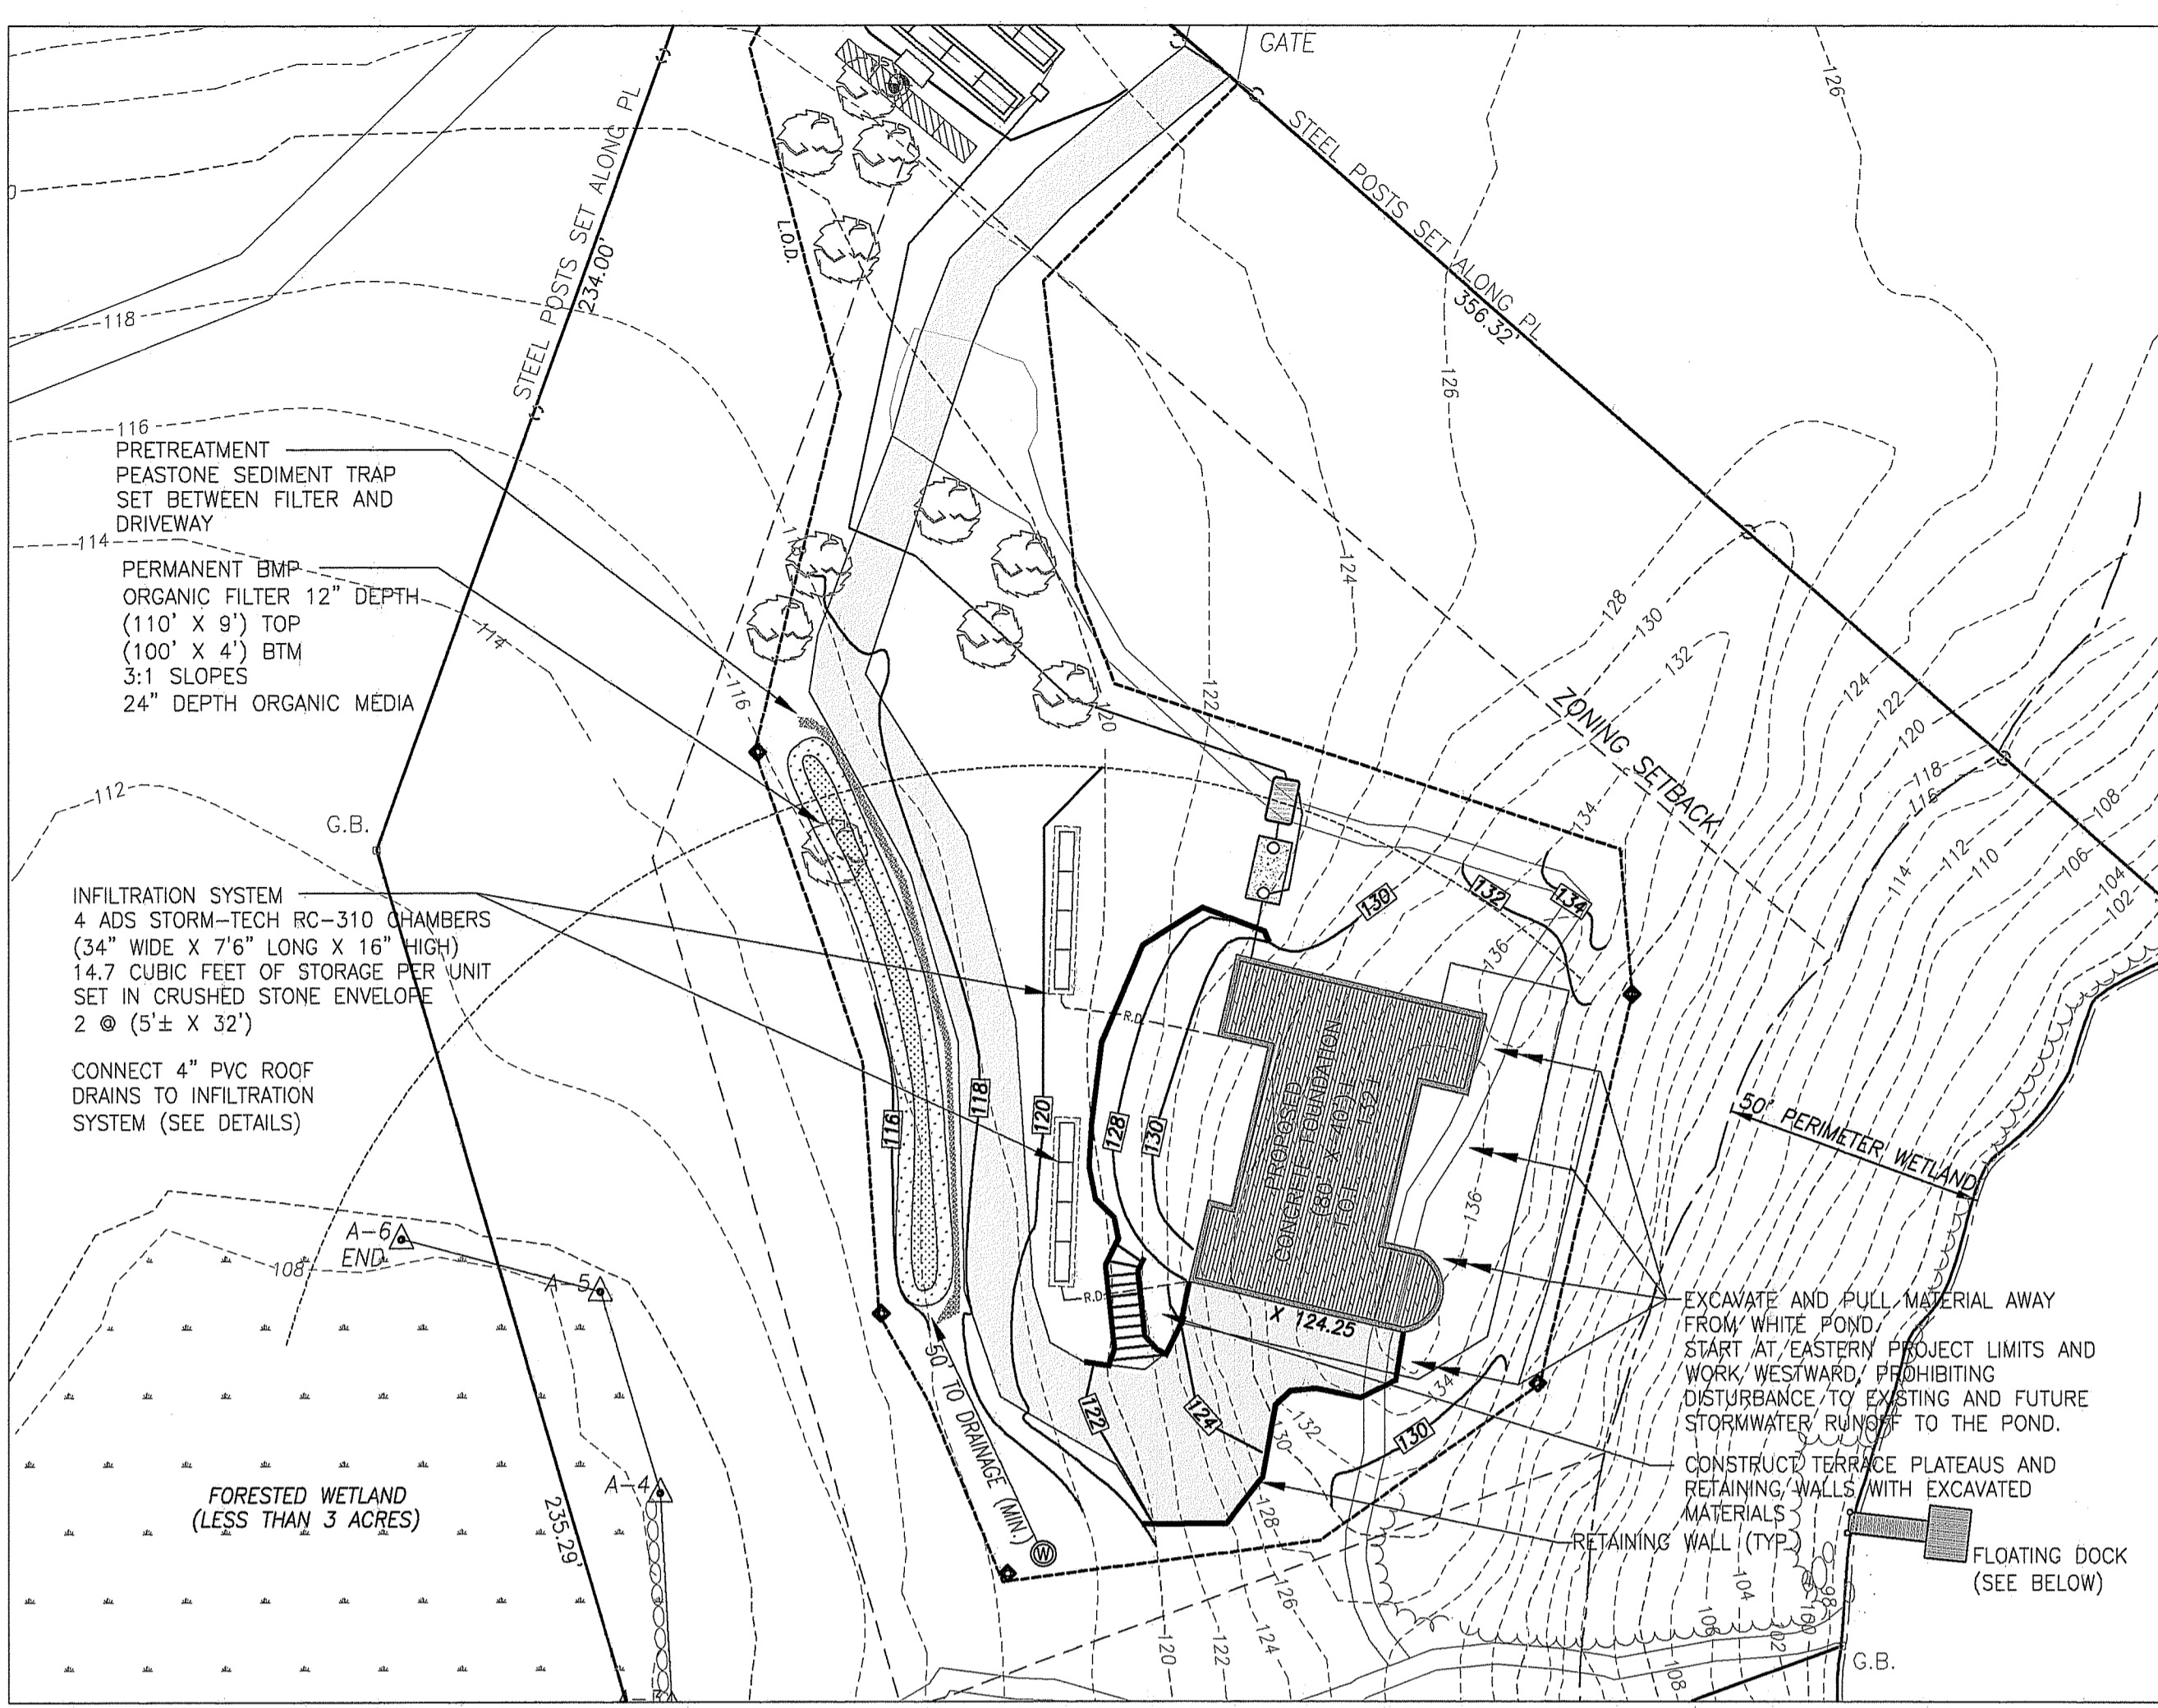 GATE
STEEL POSTS SET ALONG PL
234.00'
L.O.D.
STEEL POSTS SET ALONG PL
356.32'
126
126
118
116
PRETREATMENT
PEASTONE SEDIMENT TRAP
SET BETWEEN FILTER AND
DRIVEWAY
114
PERMANENT BMP
ORGANIC FILTER 12" DEPTH
(110' X 9') TOP
(100' X 4') BTM
3:1 SLOPES
24" DEPTH ORGANIC MEDIA
114
116
120
122
124
128
130
132
134
ZONING SETBACK
124
122
120
118
116
114
112
110
108
106
104
102
112
G.B.
INFILTRATION SYSTEM
4 ADS STORM-TECH RC-310 CHAMBERS
(34" WIDE X 7'6" LONG X 16" HIGH)
14.7 CUBIC FEET OF STORAGE PER UNIT
SET IN CRUSHED STONE ENVELOPE
2 @ (5'± X 32')
CONNECT 4" PVC ROOF
DRAINS TO INFILTRATION
SYSTEM (SEE DETAILS)
130
132
134
136
R.D.
116
118
120
128
130
PROPOSED
CONCRETE FOUNDATION
(80 X 40)±
T.O.F. = 139±
136
50' PERIMETER WETLAND
A-6
END
108
A-5
R.D.
X 124.25
EXCAVATE AND PULL MATERIAL AWAY
FROM WHITE POND.
START AT EASTERN PROJECT LIMITS AND
WORK WESTWARD, PROHIBITING
DISTURBANCE TO EXISTING AND FUTURE
STORMWATER RUNOFF TO THE POND.
50' TO DRAINAGE (MIN.)
122
124
134
132
130
130
CONSTRUCT TERRACE PLATEAUS AND
RETAINING WALLS WITH EXCAVATED
MATERIALS
A-4
FORESTED WETLAND
(LESS THAN 3 ACRES)
235.29'
W
128
RETAINING WALL (TYP.)
FLOATING DOCK
(SEE BELOW)
126
120
122
124
108
106
104
102
100
98
G.B.